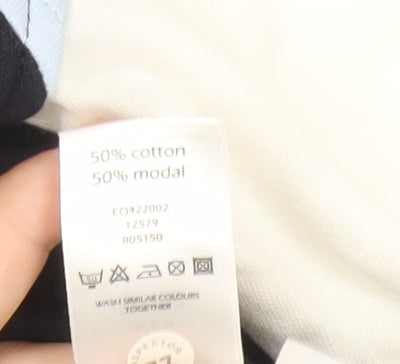 50% cotton
50% modal
EO422002
12579
805150
WASH SIMILAR COLOURS
TOGETHER